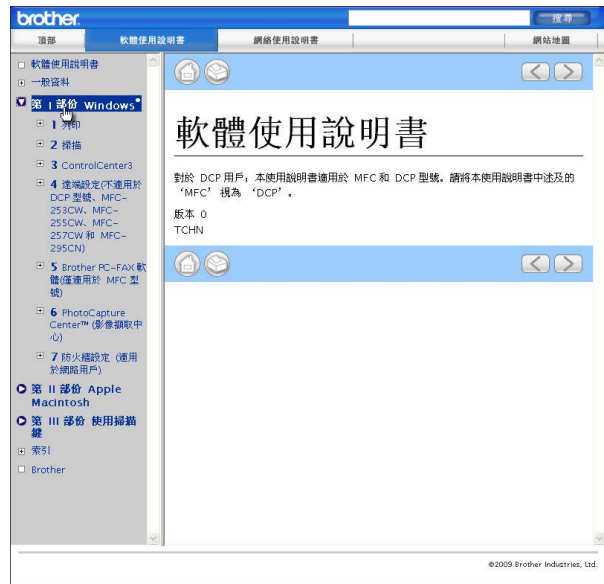 brother.
搜尋
頂部
軟體使用說明書
網絡使用說明書
網站地圖
軟體使用說明書
一般資料
第 I 部份 Windows®
1 列印
2 掃描
3 ControlCenter3
4 遠端設定(不適用於
DCP 型號、MFC-
253CW、MFC-
255CW、MFC-
257CW 和 MFC-
295CN)
5 Brother PC-FAX 軟
體(僅適用於 MFC 型
號)
6 PhotoCapture
Center™ (影像擷取中
心)
7 防火牆設定 (適用
於網路用戶)
第 II 部份 Apple
Macintosh
第 III 部份 使用掃描
鍵
索引
Brother
軟體使用說明書
對於 DCP 用戶：本使用說明書適用於 MFC 和 DCP 型號。請將本使用說明書中述及的
‘MFC’ 視為 ‘DCP’。
版本 0
TCHN
©2009 Brother Industries, Ltd.